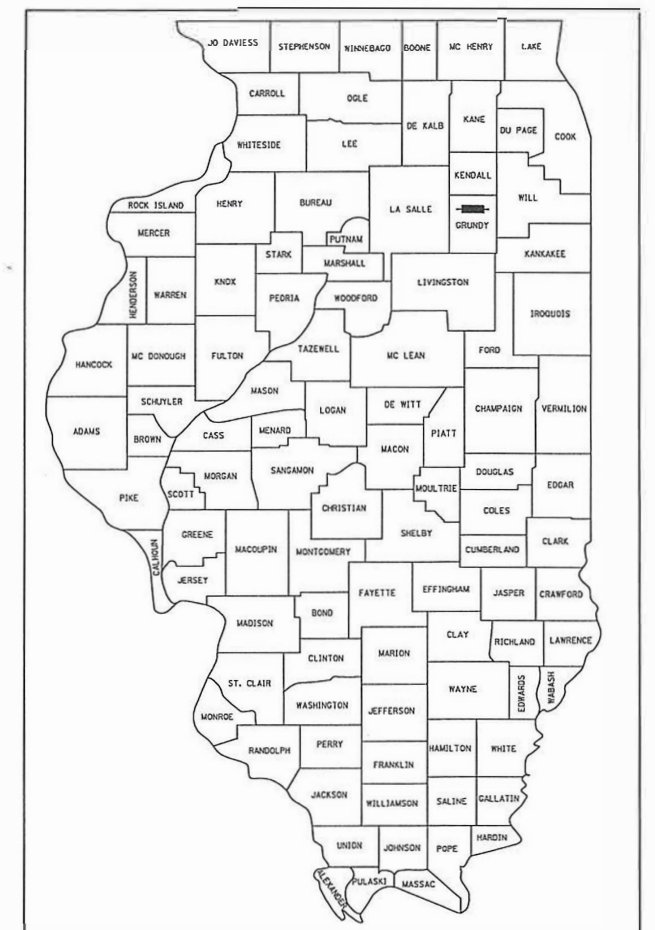 JO DAVIESS
STEPHENSON
WINNEBAGO
BOONE
MC HENRY
LAKE
CARROLL
OGLE
DE KALB
KANE
DU PAGE
COOK
WHITESIDE
LEE
KENDALL
WILL
ROCK ISLAND
HENRY
BUREAU
LA SALLE
GRUNDY
MERCER
PUTNAM
STARK
MARSHALL
KANKAKEE
HENDERSON
WARREN
KNOX
PEORIA
WOODFORD
LIVINGSTON
IROQUOIS
HANCOCK
MC DONOUGH
FULTON
TAZEWELL
MC LEAN
FORD
SCHUYLER
MASON
LOGAN
DE WITT
CHAMPAIGN
VERMILION
ADAMS
BROWN
CASS
MENARD
PIATT
MACON
PIKE
SCOTT
MORGAN
SANGAMON
MOULTRIE
DOUGLAS
EDGAR
CHRISTIAN
COLES
CALHOUN
GREENE
MACOUPIN
MONTGOMERY
SHELBY
CUMBERLAND
CLARK
JERSEY
FAYETTE
EFFINGHAM
JASPER
CRAWFORD
MADISON
BOND
CLAY
RICHLAND
LAWRENCE
CLINTON
MARION
ST. CLAIR
WAYNE
EDWARDS
WABASH
MONROE
WASHINGTON
JEFFERSON
RANDOLPH
PERRY
HAMILTON
WHITE
FRANKLIN
JACKSON
WILLIAMSON
SALINE
GALLATIN
UNION
JOHNSON
POPE
HARDIN
ALEXANDER
PULASKI
MASSAC